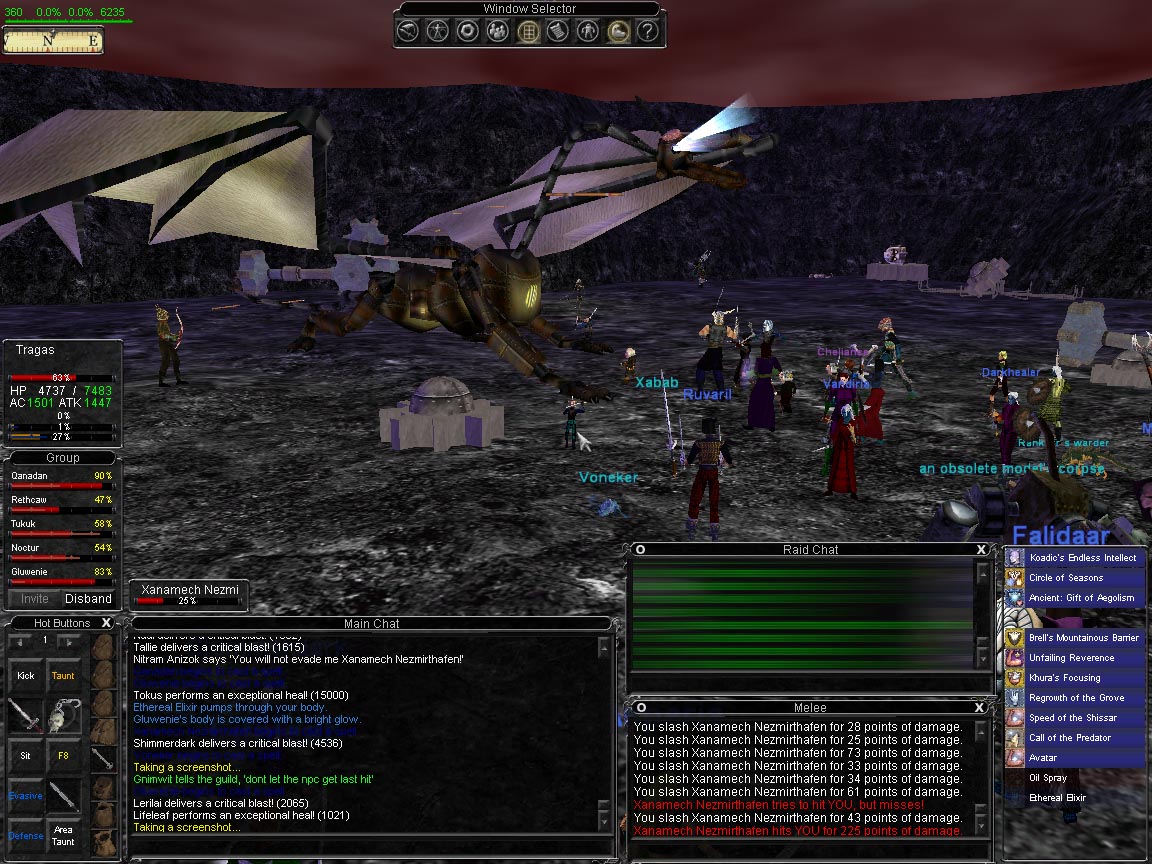 360 0.0% 0.0% 6235
Window Selector
N E
Tragas
63%
HP 4737 / 7483
AC 1501 ATK 1447
0%
1%
27%
Group
Qanadan 90%
Rethcaw 47%
Tukuk 58%
Noctur 54%
Gluwenie 83%
Invite Disband
Xanamech Nezmi
25%
Hot Buttons X
1
Kick Taunt
Sit F8
Evasive
Defense Area Taunt
Chelianse
Xabab
Ruvaril
Vandiria
Darkhealar
Voneker
an obsolete model
corpse
Falidaar
Main Chat
Tallie delivers a critical blast! (1615)
Nitram Anizok says 'You will not evade me Xanamech Nezmirthafen!'
Tokus performs an exceptional heal! (15000)
Ethereal Elixir pumps through your body.
Gluwenie's body is covered with a bright glow.
Shimmerdark delivers a critical blast! (4536)
Taking a screenshot...
Gnimwit tells the guild, 'dont let the npc get last hit'
Lerilai delivers a critical blast! (2065)
Lifeleaf performs an exceptional heal! (1021)
Taking a screenshot...
O Raid Chat X
O Melee X
You slash Xanamech Nezmirthafen for 28 points of damage.
You slash Xanamech Nezmirthafen for 25 points of damage.
You slash Xanamech Nezmirthafen for 73 points of damage.
You slash Xanamech Nezmirthafen for 33 points of damage.
You slash Xanamech Nezmirthafen for 34 points of damage.
You slash Xanamech Nezmirthafen for 61 points of damage.
Xanamech Nezmirthafen tries to hit YOU, but misses!
You slash Xanamech Nezmirthafen for 43 points of damage.
Xanamech Nezmirthafen hits YOU for 225 points of damage.
Koadic's Endless Intellect
Circle of Seasons
Ancient: Gift of Aegolism
Brell's Mountainous Barrier
Unfailing Reverence
Khura's Focusing
Regrowth of the Grove
Speed of the Shissar
Call of the Predator
Avatar
Oil Spray
Ethereal Elixir